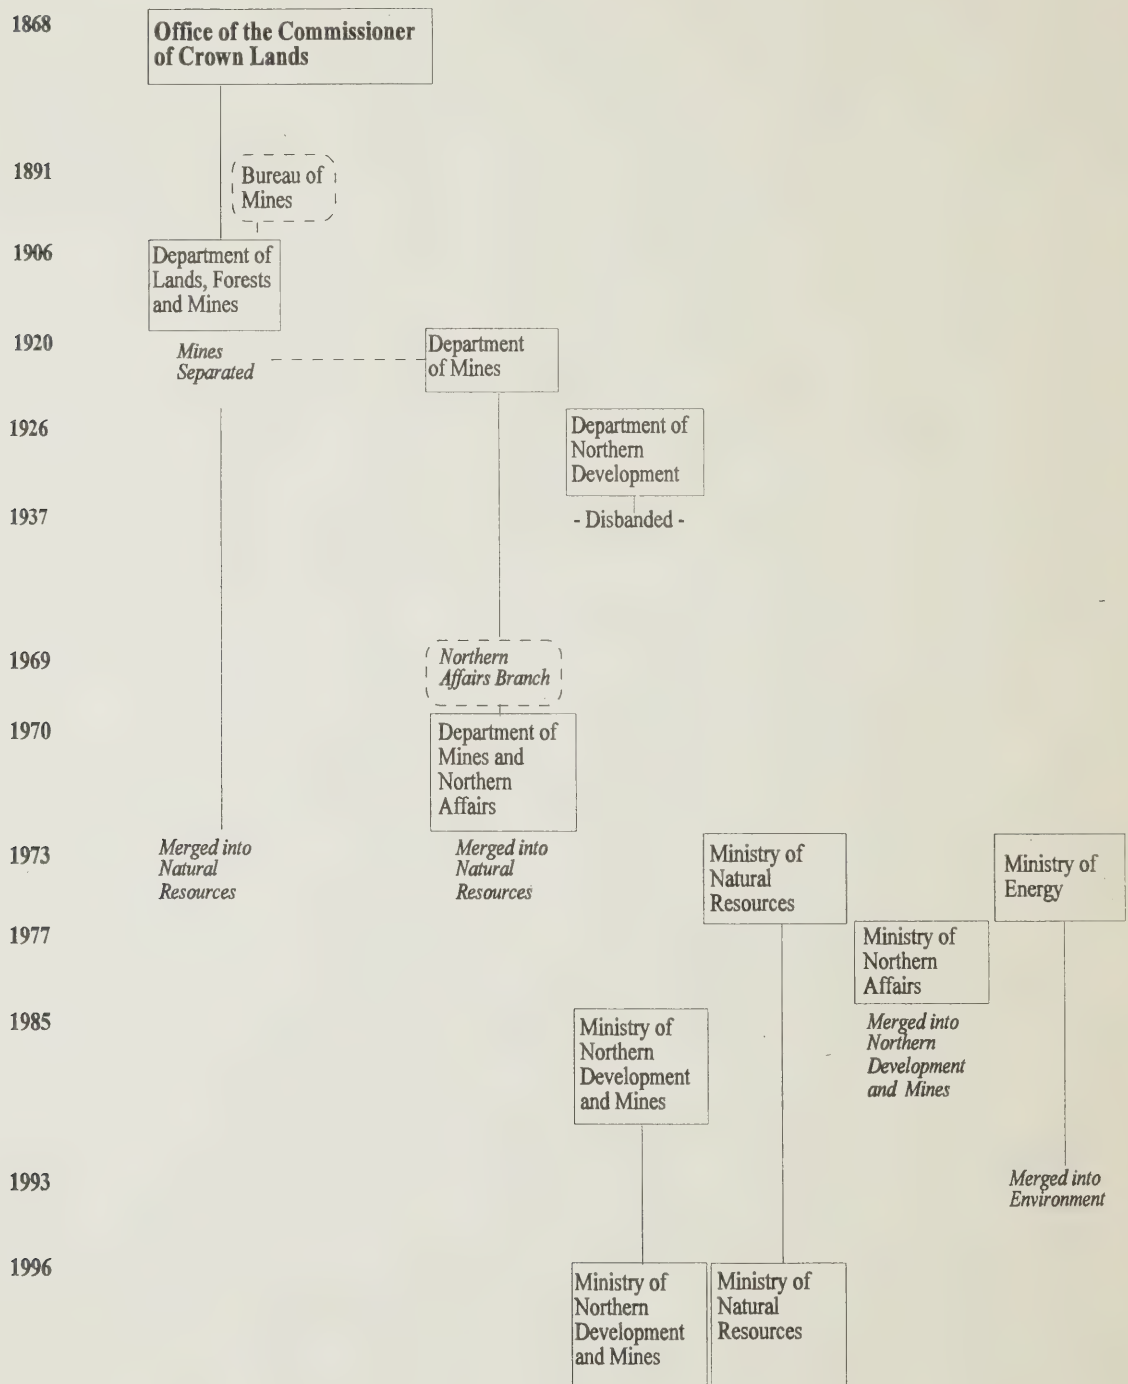 1868
Office of the Commissioner
of Crown Lands
1891
Bureau of
Mines
1906
Department of
Lands, Forests
and Mines
1920
Mines
Separated
Department
of Mines
1926
Department of
Northern
Development
1937
- Disbanded -
1969
Northern
Affairs Branch
1970
Department of
Mines and
Northern
Affairs
1973
Merged into
Natural
Resources
Merged into
Natural
Resources
Ministry of
Natural
Resources
Ministry of
Energy
1977
Ministry of
Northern
Affairs
1985
Ministry of
Northern
Development
and Mines
Merged into
Northern
Development
and Mines
1993
Merged into
Environment
1996
Ministry of
Northern
Development
and Mines
Ministry of
Natural
Resources